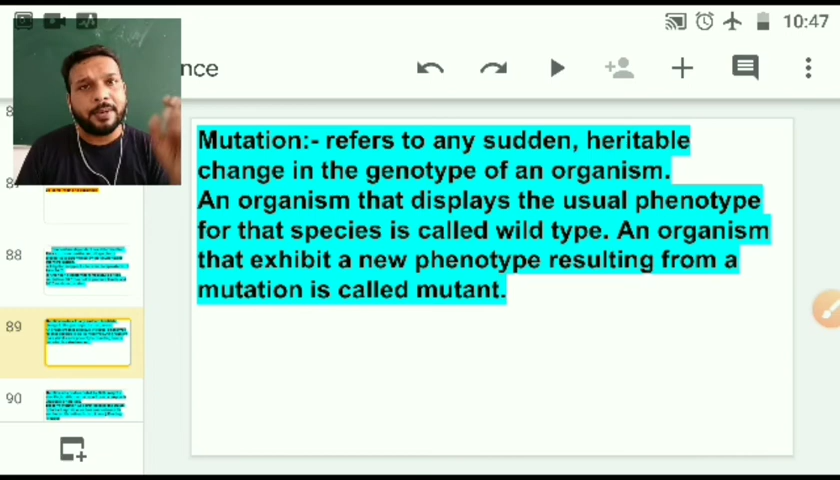 10:47
nce
Mutation:- refers to any sudden, heritable
change in the genotype of an organism.
An organism that displays the usual phenotype
for that species is called wild type. An organism
that exhibit a new phenotype resulting from a
mutation is called mutant.
88
89
90